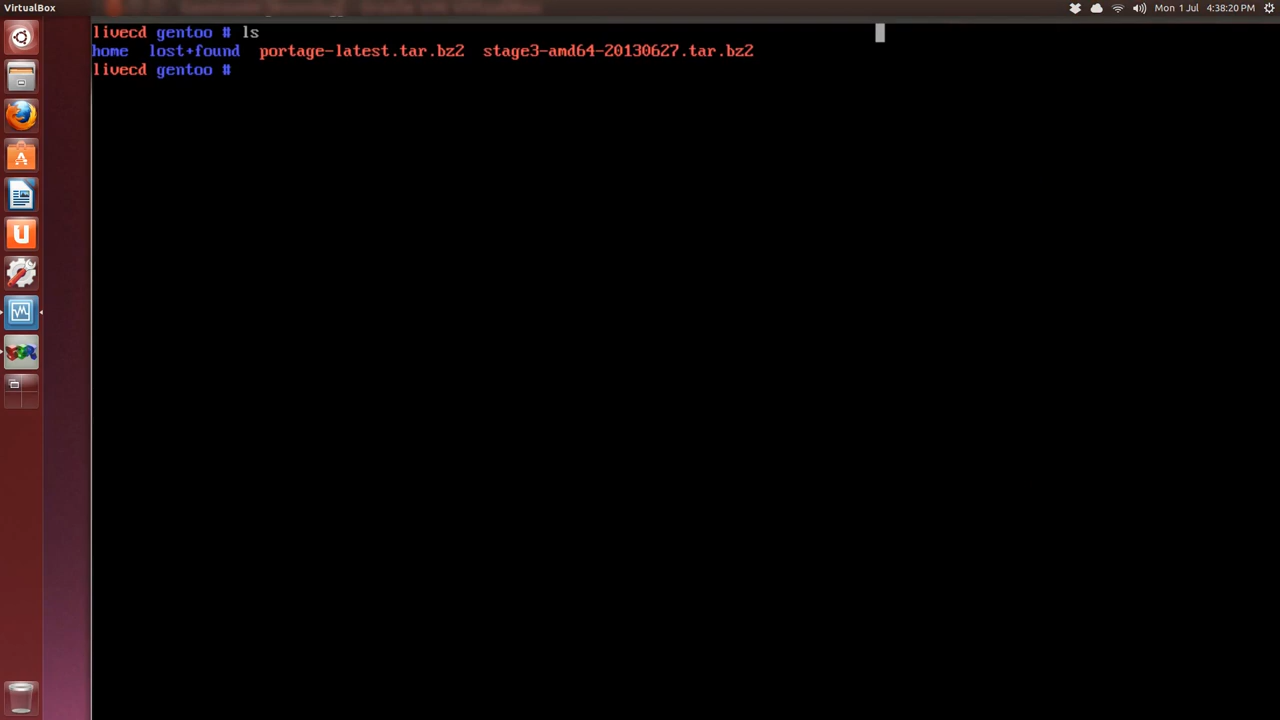 VirtualBox
Mon 1 Jul 4:38:20 PM
livecd gentoo # ls
home lost+found portage-latest.tar.bz2 stage3-amd64-20130627.tar.bz2
livecd gentoo #